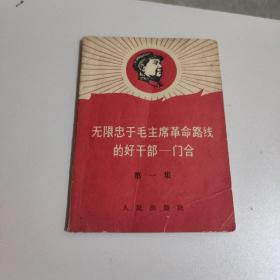 无限忠于毛主席革命路线
的好干部—门合
第一集
人民出版社